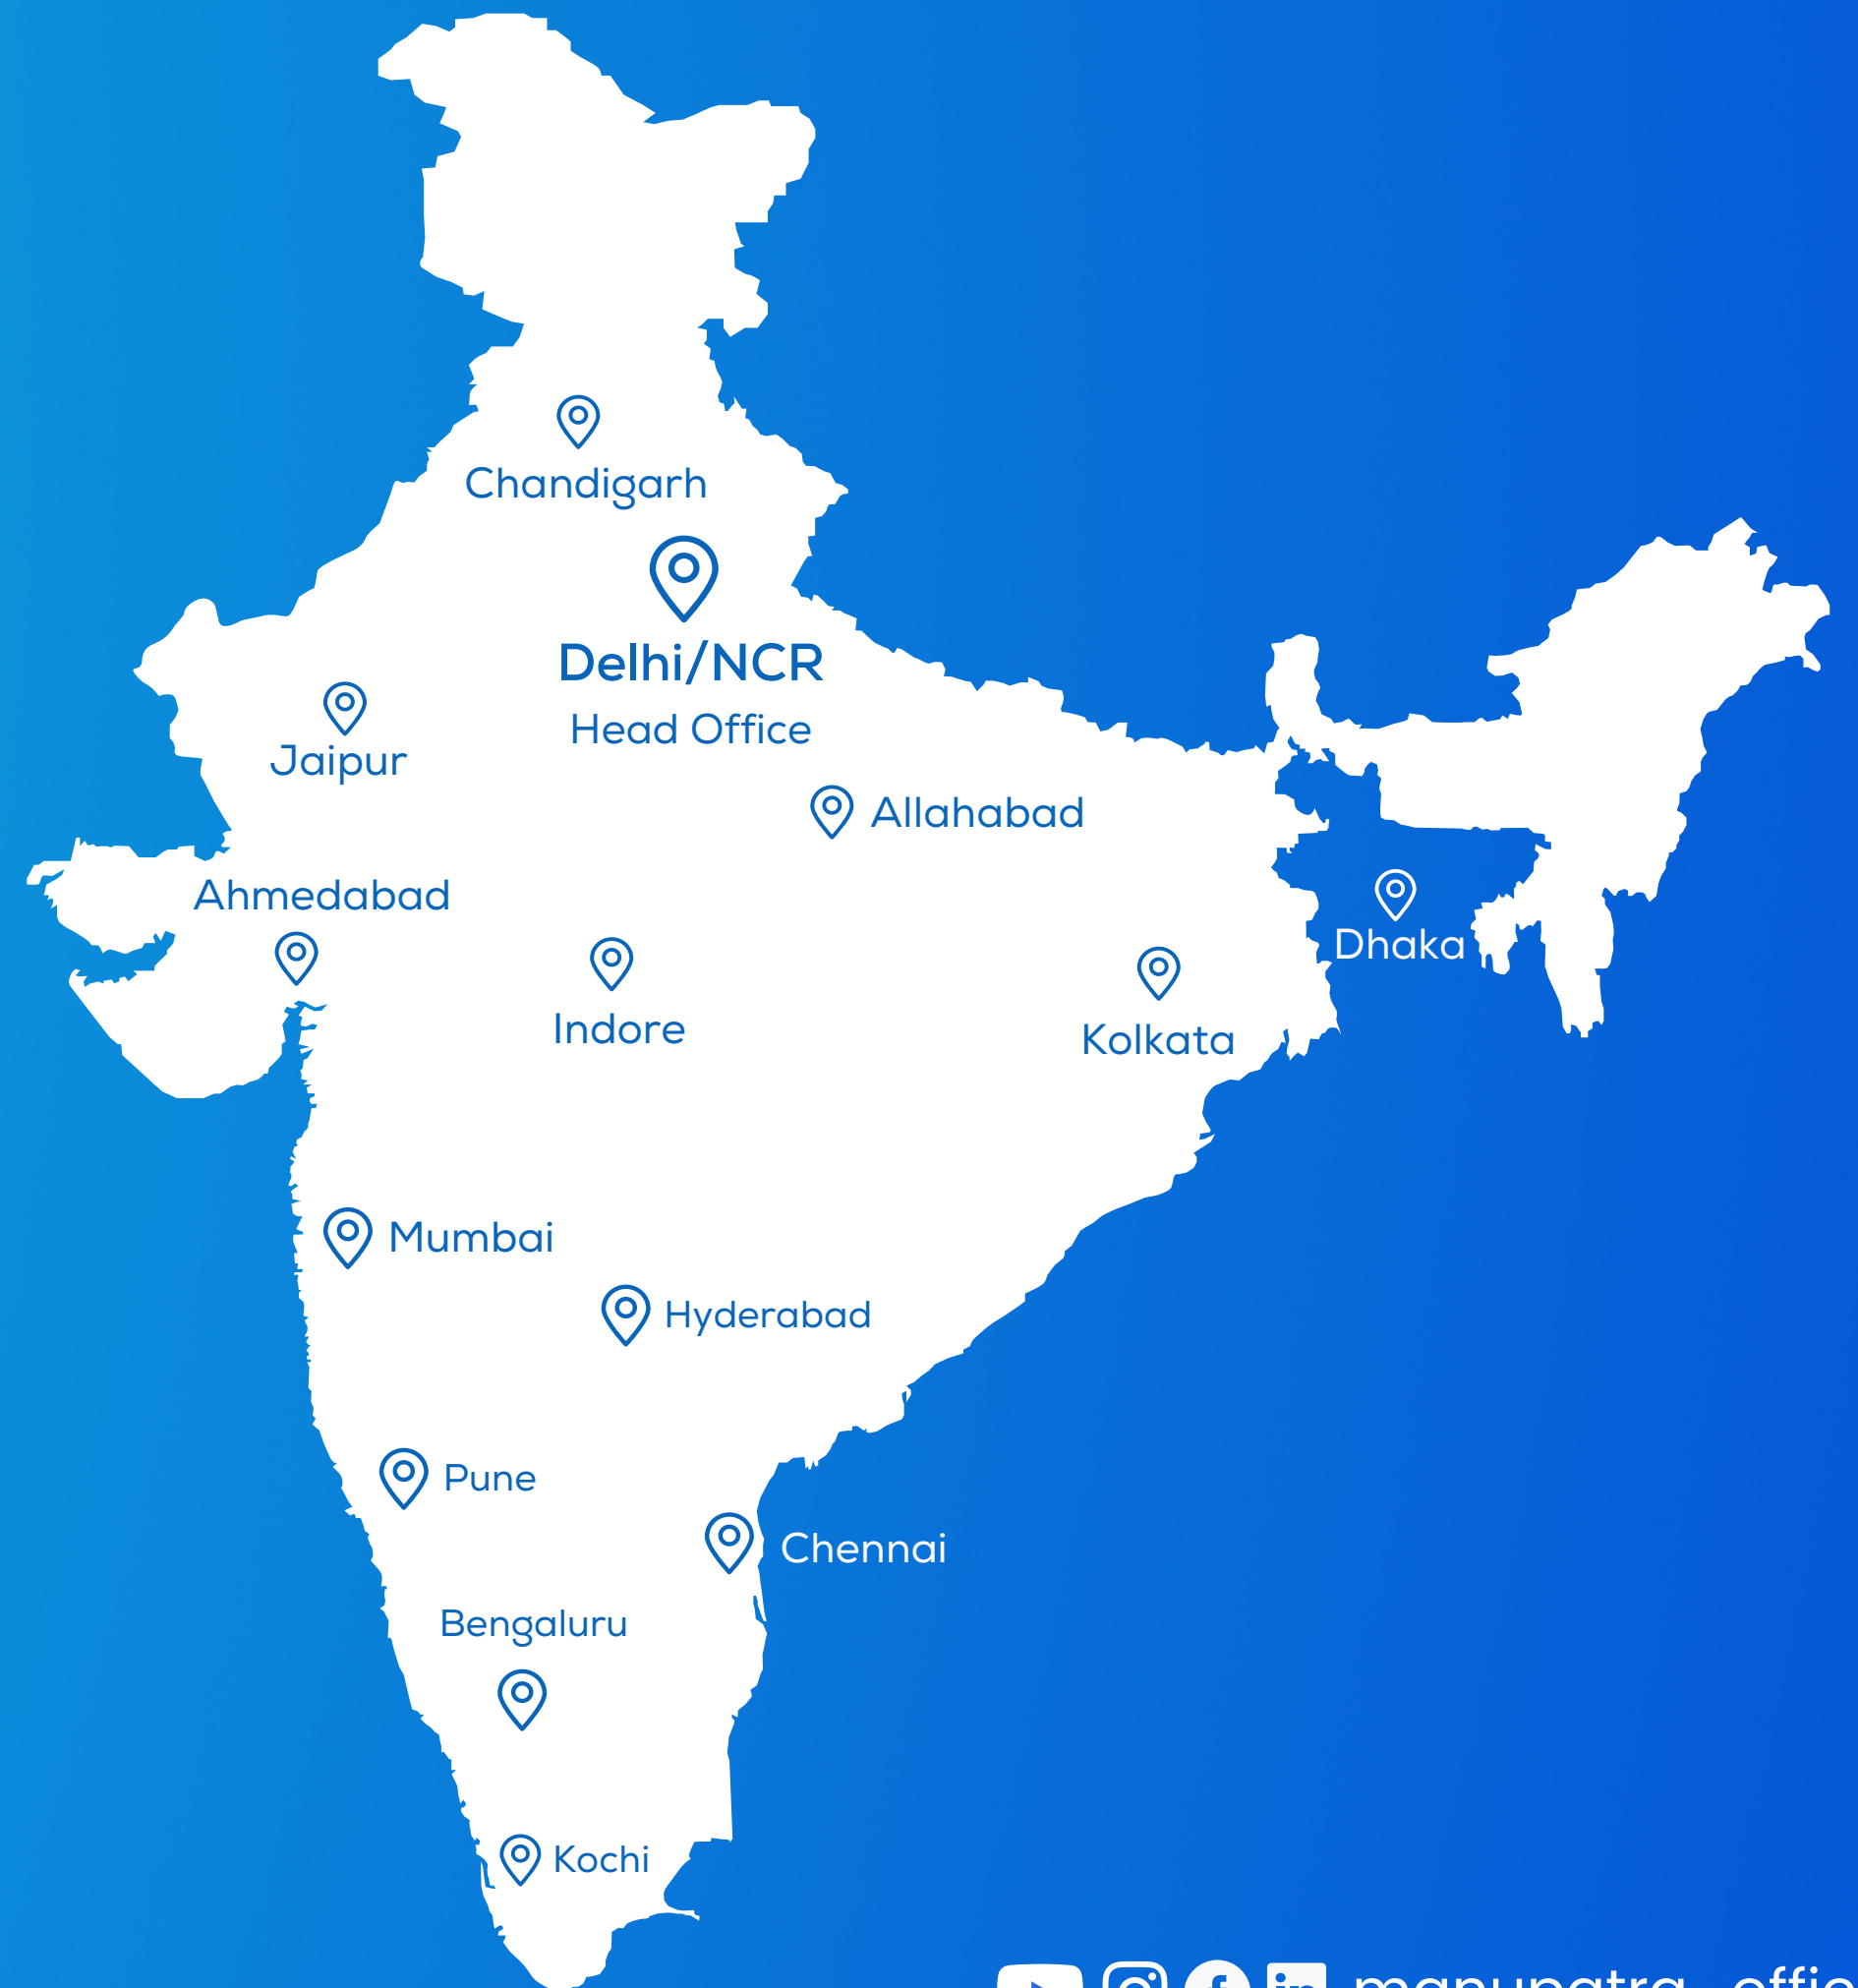 Chandigarh
Delhi/NCR
Head Office
Jaipur
Allahabad
Ahmedabad
Dhaka
Indore
Kolkata
Mumbai
Hyderabad
Pune
Chennai
Bengaluru
Kochi